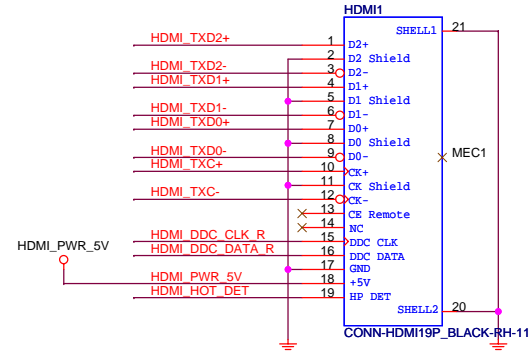 HDMI1
HDMI_TXD2+ 1 D2+ SHELL1 21
2 D2 Shield
HDMI_TXD2- 3 D2-
HDMI_TXD1+ 4 D1+
5 D1 Shield
HDMI_TXD1- 6 D1-
HDMI_TXD0+ 7 D0+
8 D0 Shield
HDMI_TXD0- 9 D0- MEC1
HDMI_TXC+ 10 CK+
11 CK Shield
HDMI_TXC- 12 CK-
13 CE Remote
14 NC
HDMI_DDC_CLK_R 15 DDC CLK
HDMI_PWR_5V HDMI_DDC_DATA_R 16 DDC DATA
17 GND
HDMI_PWR_5V 18 +5V
HDMI_HOT_DET 19 HP DET
SHELL2 20
CONN-HDMI19P_BLACK-RH-11